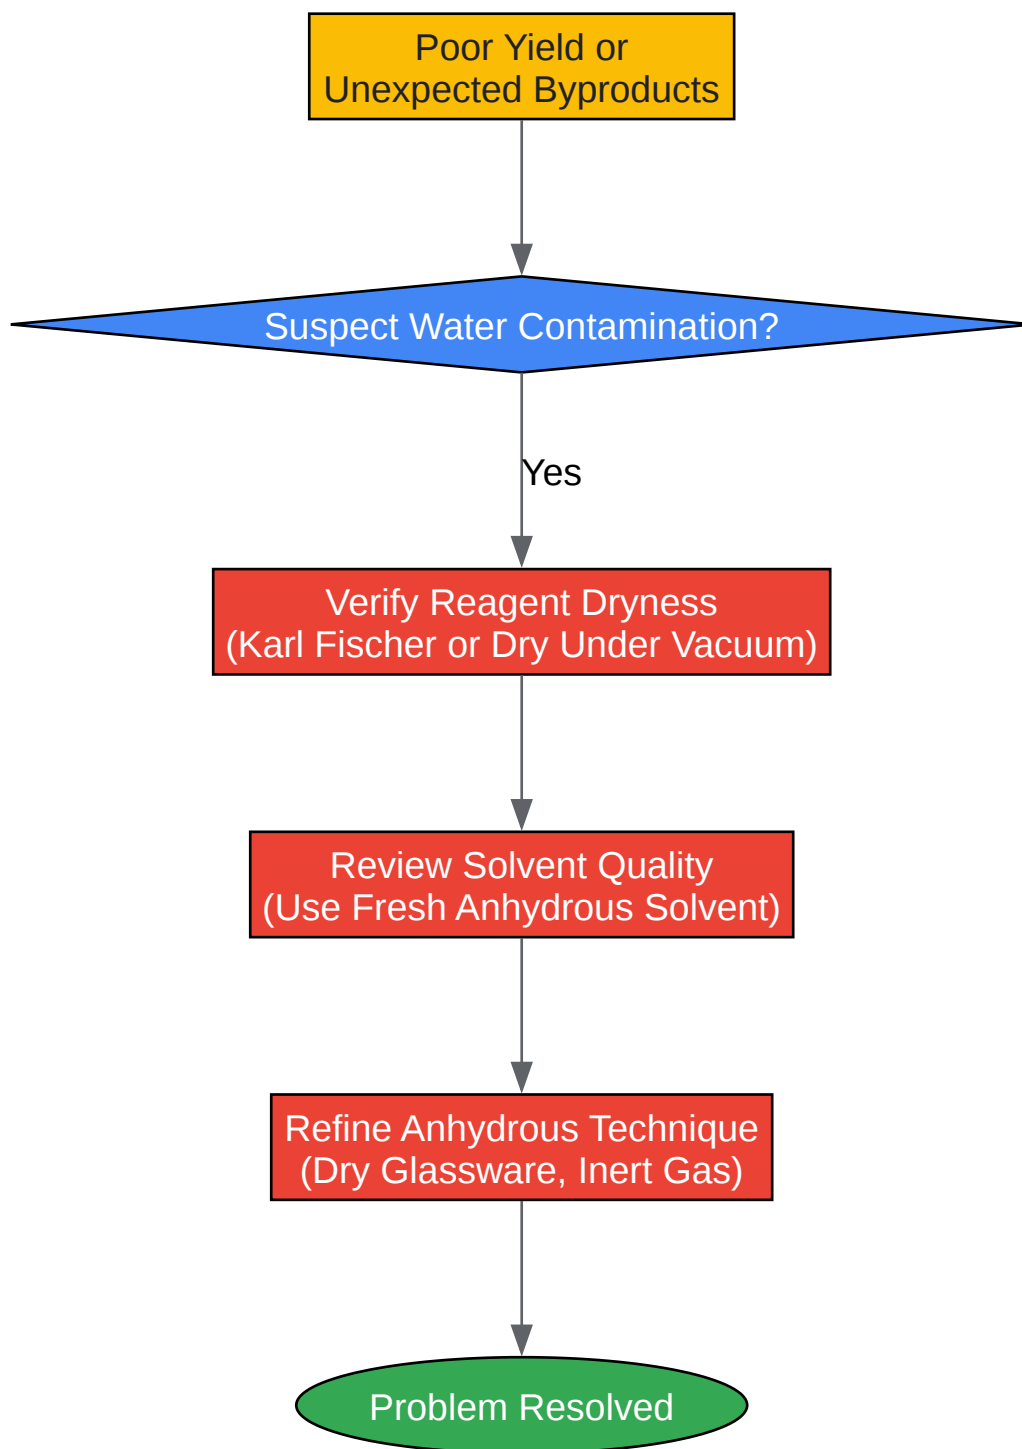 Poor Yield or
Unexpected Byproducts
Suspect Water Contamination?
Yes
Verify Reagent Dryness
(Karl Fischer or Dry Under Vacuum)
Review Solvent Quality
(Use Fresh Anhydrous Solvent)
Refine Anhydrous Technique
(Dry Glassware, Inert Gas)
Problem Resolved